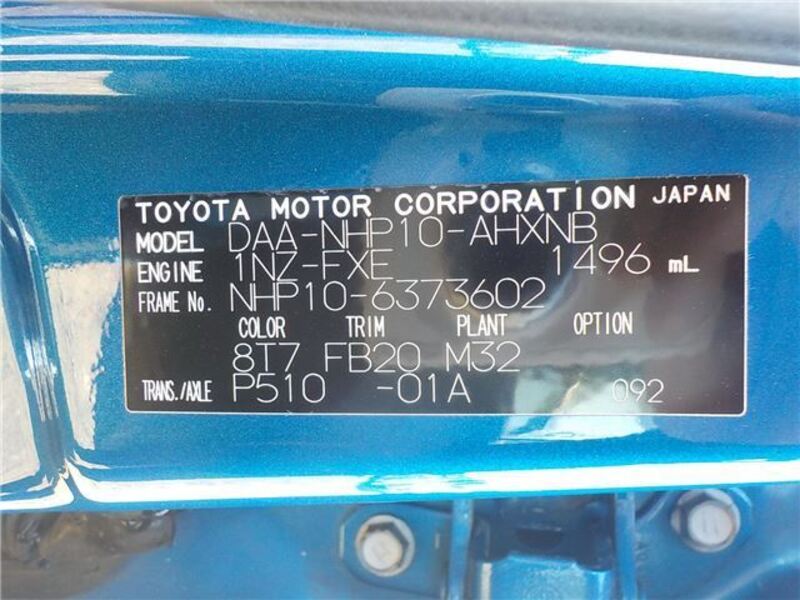 TOYOTA MOTOR CORPORATION JAPAN
MODEL DAA-NHP10-AHXNB
ENGINE 1NZ-FXE 1496 mL
FRAME No. NHP10-6373602
COLOR TRIM PLANT OPTION
8T7 FB20 M32
TRANS./AXLE P510 -01A 092